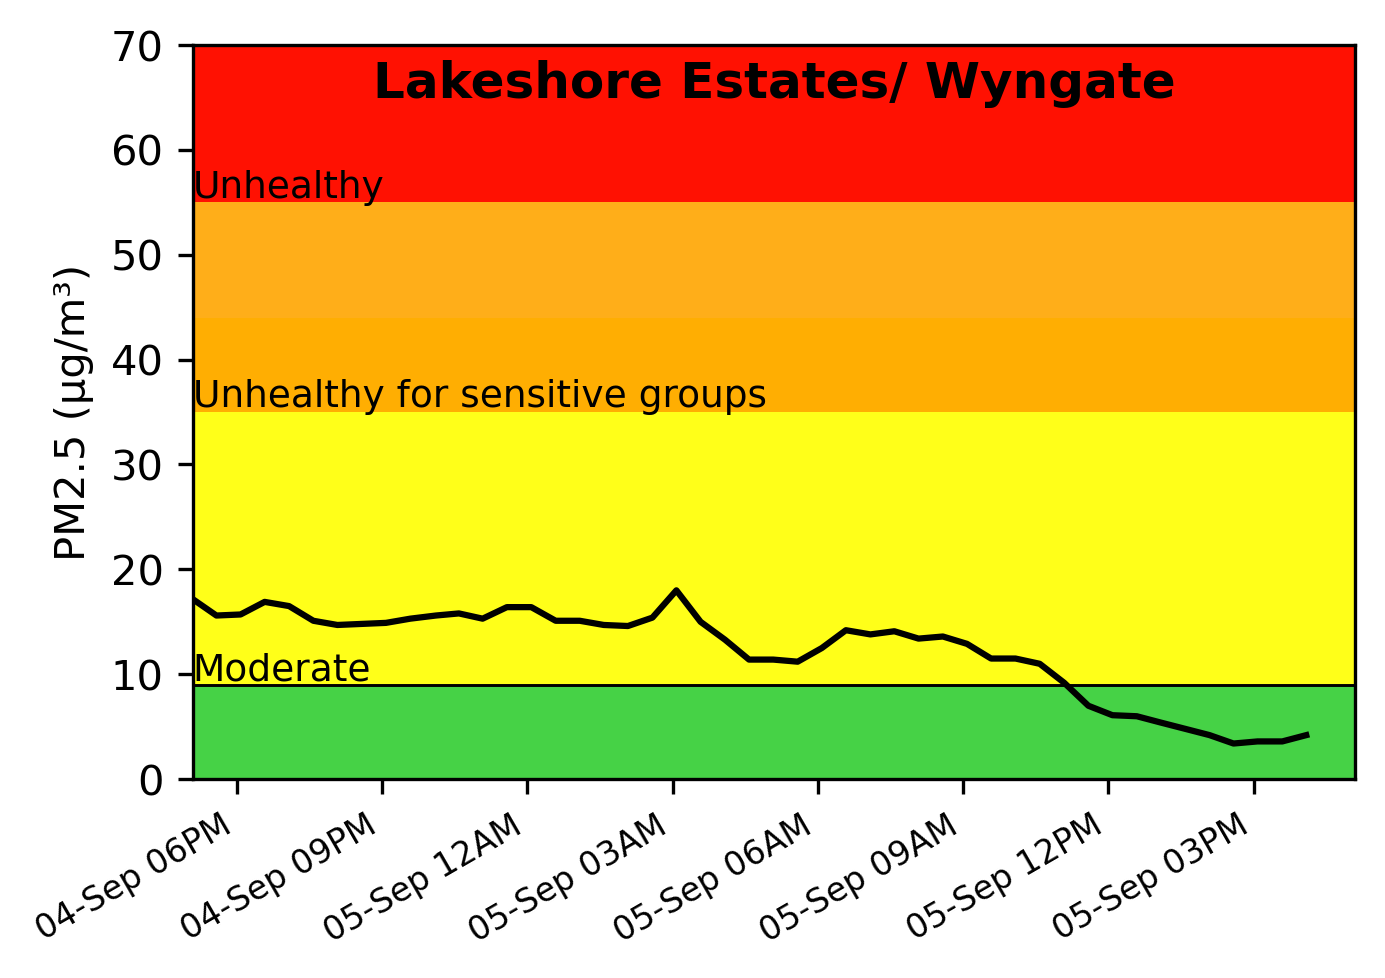 Lakeshore Estates/ Wyngate
70
60
50
40
30
20
10
0
PM2.5 (µg/m³)
Unhealthy
Unhealthy for sensitive groups
Moderate
04-Sep 06PM
04-Sep 09PM
05-Sep 12AM
05-Sep 03AM
05-Sep 06AM
05-Sep 09AM
05-Sep 12PM
05-Sep 03PM